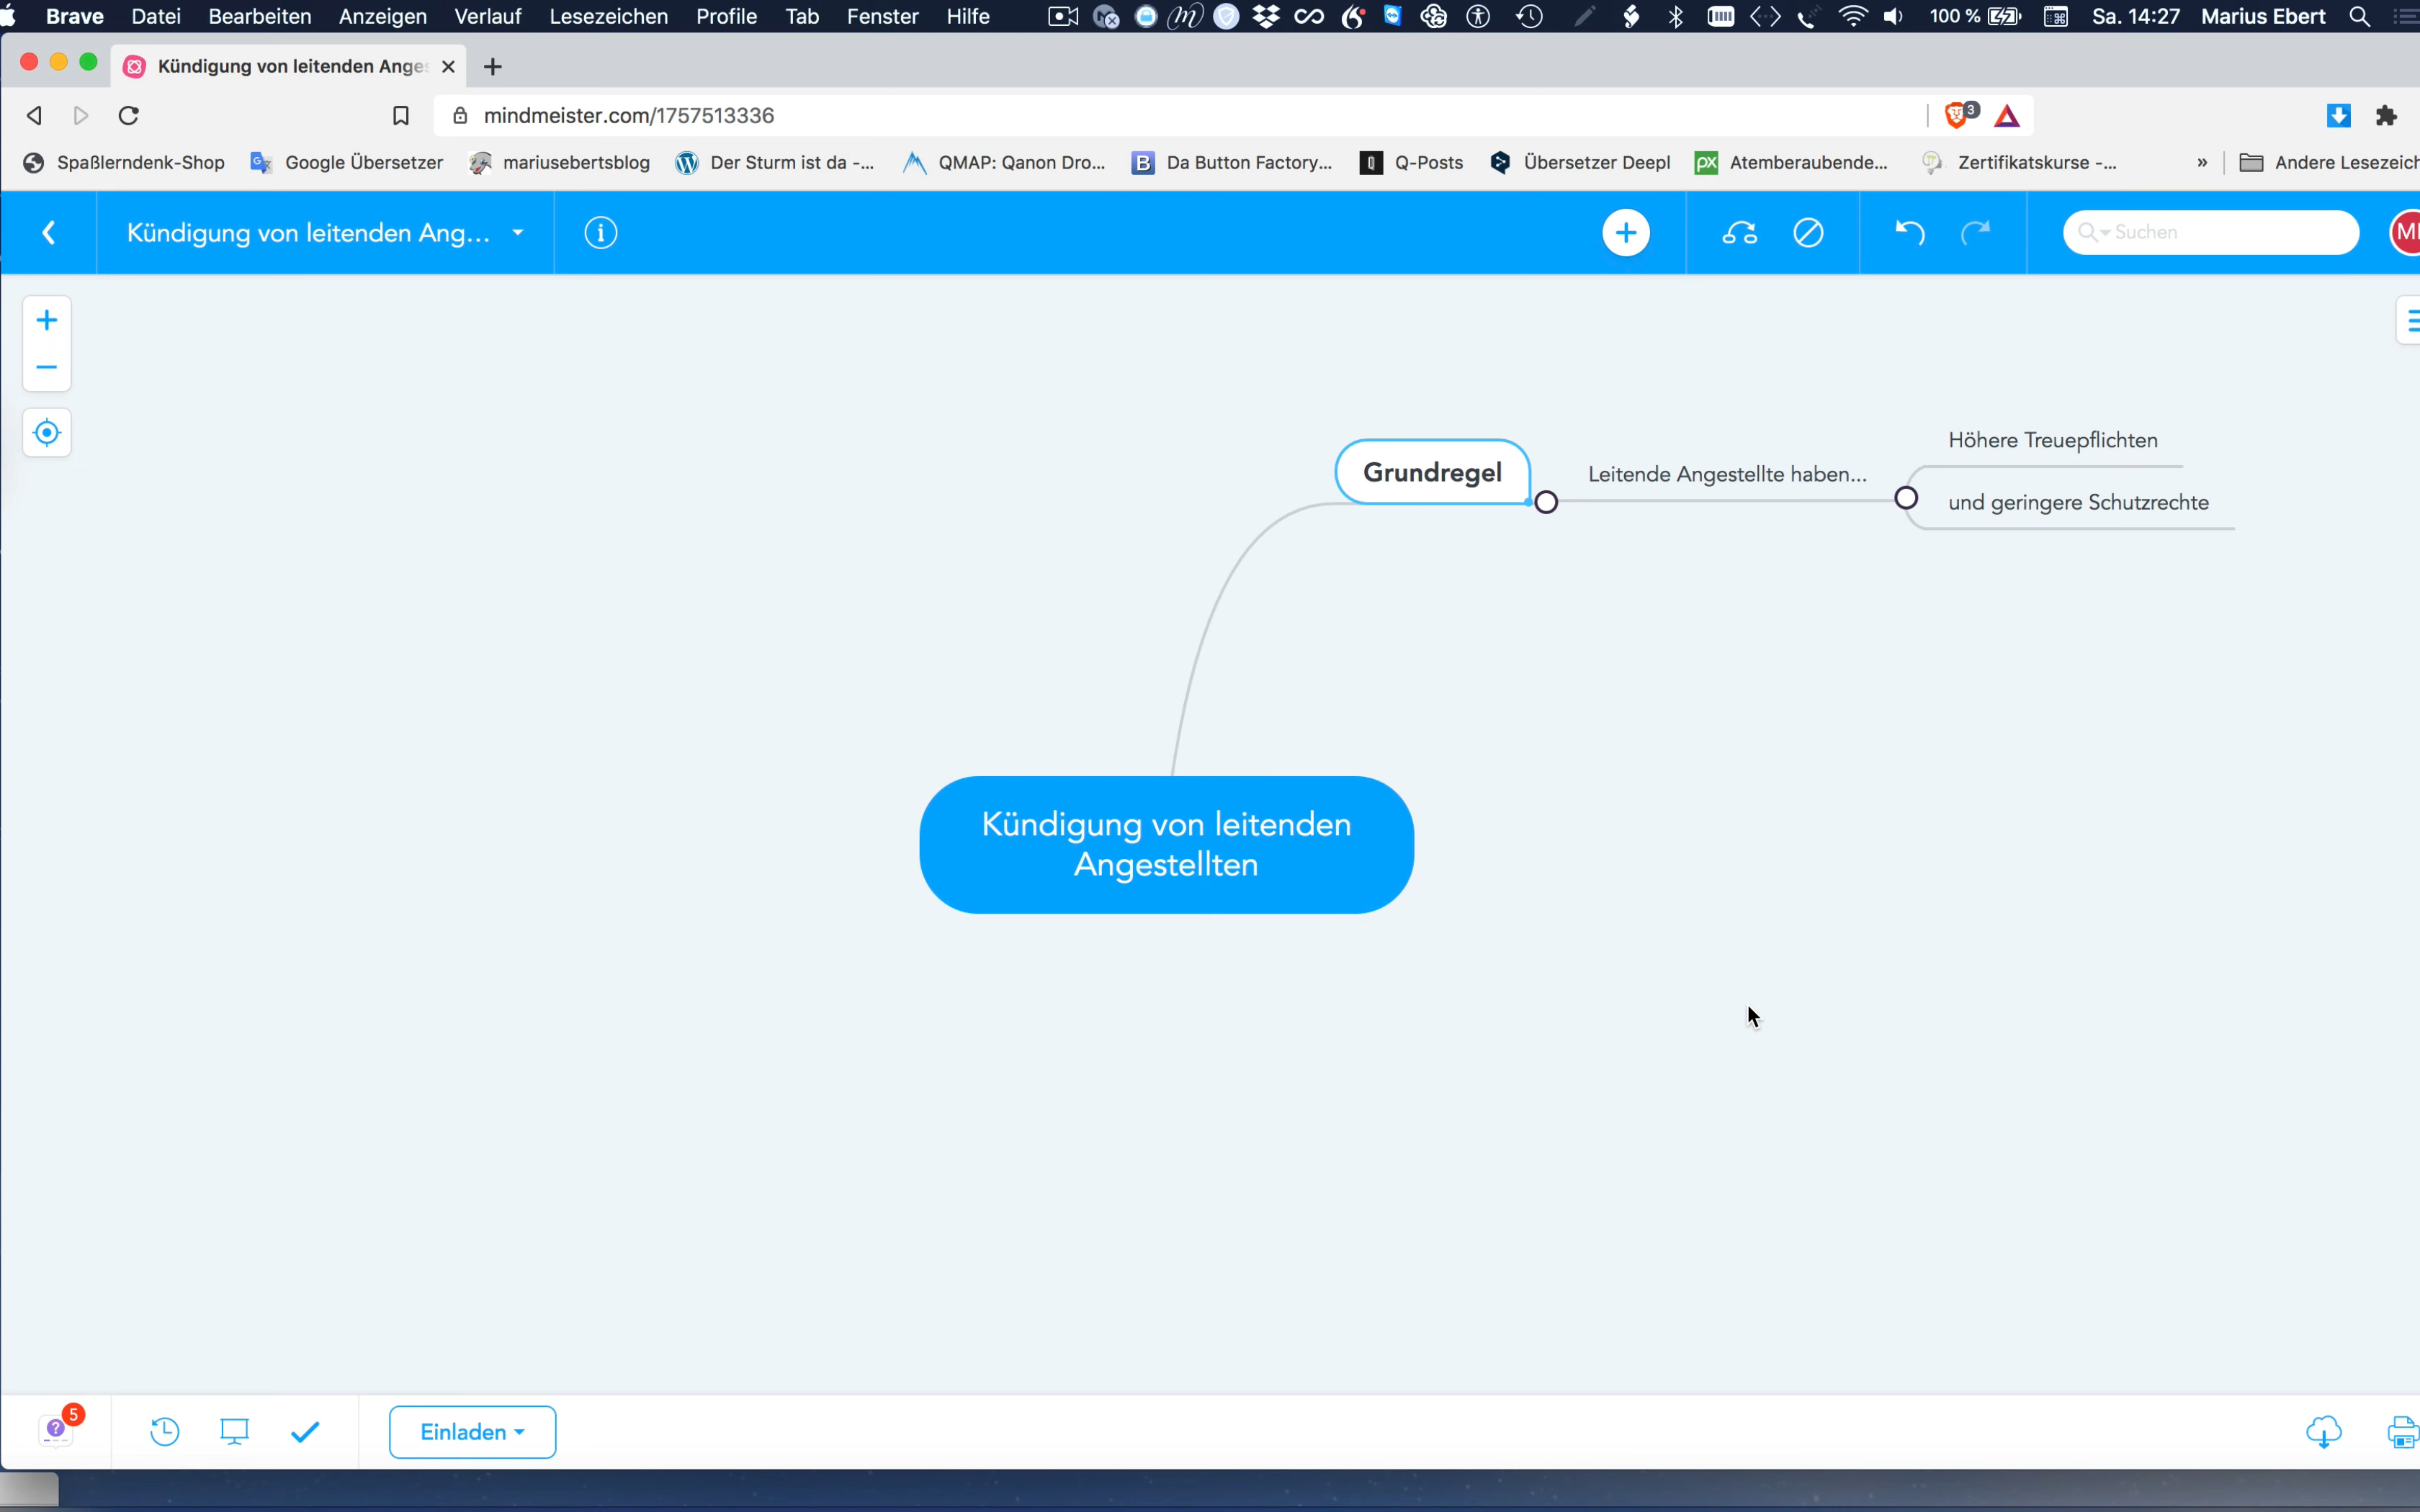 Brave Datei Bearbeiten Anzeigen Verlauf Lesezeichen Profile Tab Fenster Hilfe 100 % Sa. 14:27 Marius Ebert
Kündigung von leitenden Anges
mindmeister.com/1757513336
3
Spaßlerndenk-Shop Google Übersetzer mariusebertsblog Der Sturm ist da -... QMAP: Qanon Dro... Da Button Factory... Q-Posts Übersetzer Deepl Atemberaubende... Zertifikatskurse -... » Andere Lesezeich
Kündigung von leitenden Ang... Suchen
Höhere Treuepflichten
Grundregel Leitende Angestellte haben...
und geringere Schutzrechte
Kündigung von leitenden
Angestellten
5
Einladen